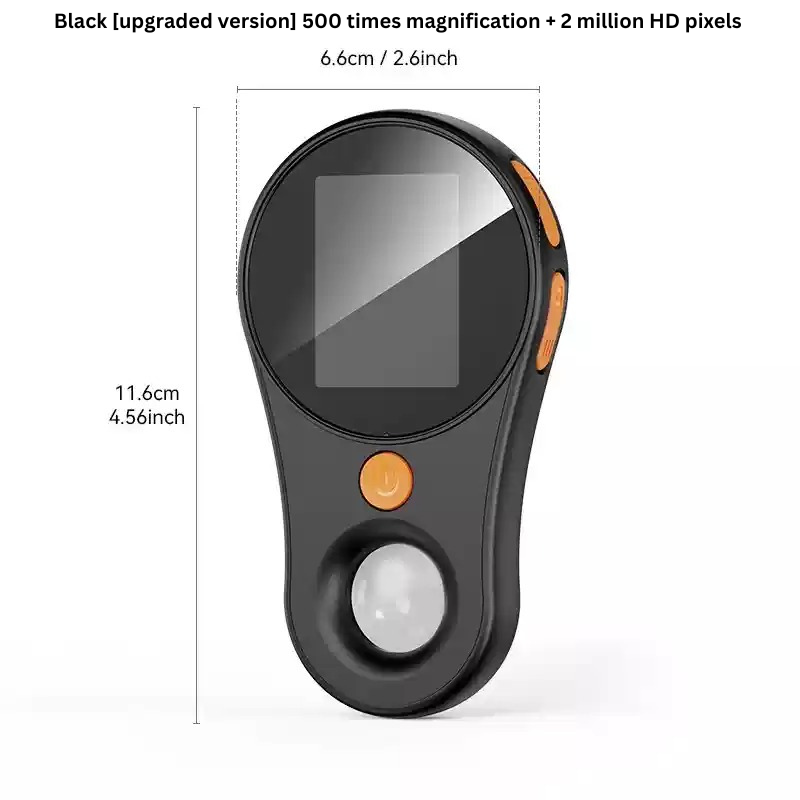 Black [upgraded version] 500 times magnification + 2 million HD pixels
6.6cm / 2.6inch
11.6cm
4.56inch